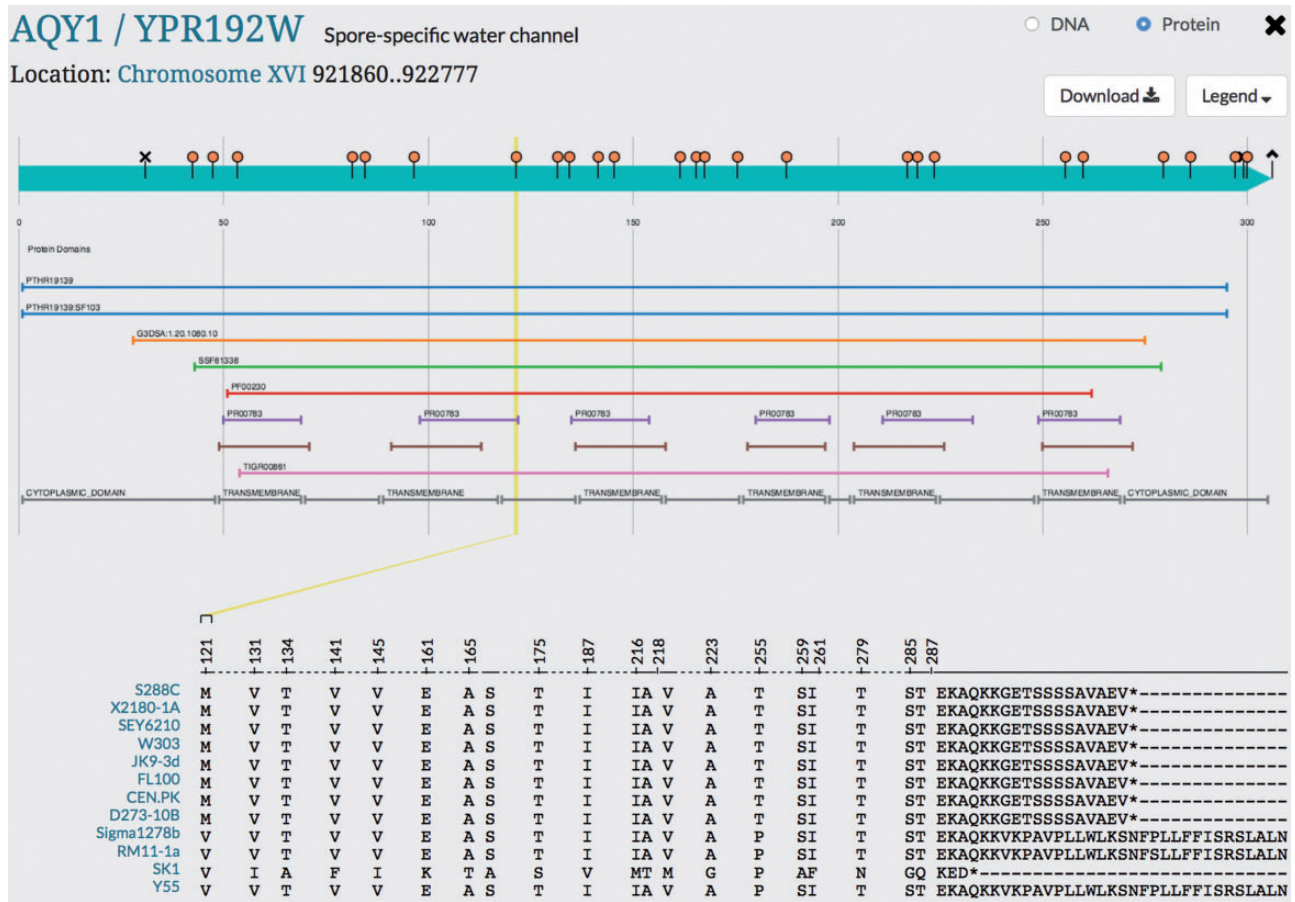 AQY1 / YPR192W Spore-specific water channel
DNA Protein
Location: Chromosome XVI 921860..922777
Download Legend
0 50 100 150 200 250 300
Protein Domains
PTHR19139
PTHR19139:SF103
G3DSA:1.20.1080.10
SSF81338
PF00230
PR00783 PR00783 PR00783 PR00783 PR00783 PR00783
TIGR00861
CYTOPLASMIC_DOMAIN TRANSMEMBRANE TRANSMEMBRANE TRANSMEMBRANE TRANSMEMBRANE TRANSMEMBRANE TRANSMEMBRANE CYTOPLASMIC_DOMAIN
121 131 134 141 145 161 165 175 187 216 218 223 255 259 261 279 285 287
S288C M V T V V E A S T I IA V A T SI T ST EKAQKKGETSSSSAVAEV*---------------
X2180-1A M V T V V E A S T I IA V A T SI T ST EKAQKKGETSSSSAVAEV*---------------
SEY6210 M V T V V E A S T I IA V A T SI T ST EKAQKKGETSSSSAVAEV*---------------
W303 M V T V V E A S T I IA V A T SI T ST EKAQKKGETSSSSAVAEV*---------------
JK9-3d M V T V V E A S T I IA V A T SI T ST EKAQKKGETSSSSAVAEV*---------------
FL100 M V T V V E A S T I IA V A T SI T ST EKAQKKGETSSSSAVAEV*---------------
CEN.PK M V T V V E A S T I IA V A T SI T ST EKAQKKGETSSSSAVAEV*---------------
D273-10B M V T V V E A S T I IA V A T SI T ST EKAQKKGETSSSSAVAEV*---------------
Sigma1278b V V T V V E A S T I IA V A P SI T ST EKAQKKVKPAVPLLWLKSNFPLLFFISRSLALN
RM11-1a V V T V V E A S T I IA V A P SI T ST EKAQKKVKPAVPLLWLKSNFSLLFFISRSLALN
SK1 V I A F I K T A S V MT M G P AF N GQ KED*------------------------------
Y55 V V T V V E A S T I IA V A P SI T ST EKAQKKVKPAVPLLWLKSNFPLLFFISRSLALN